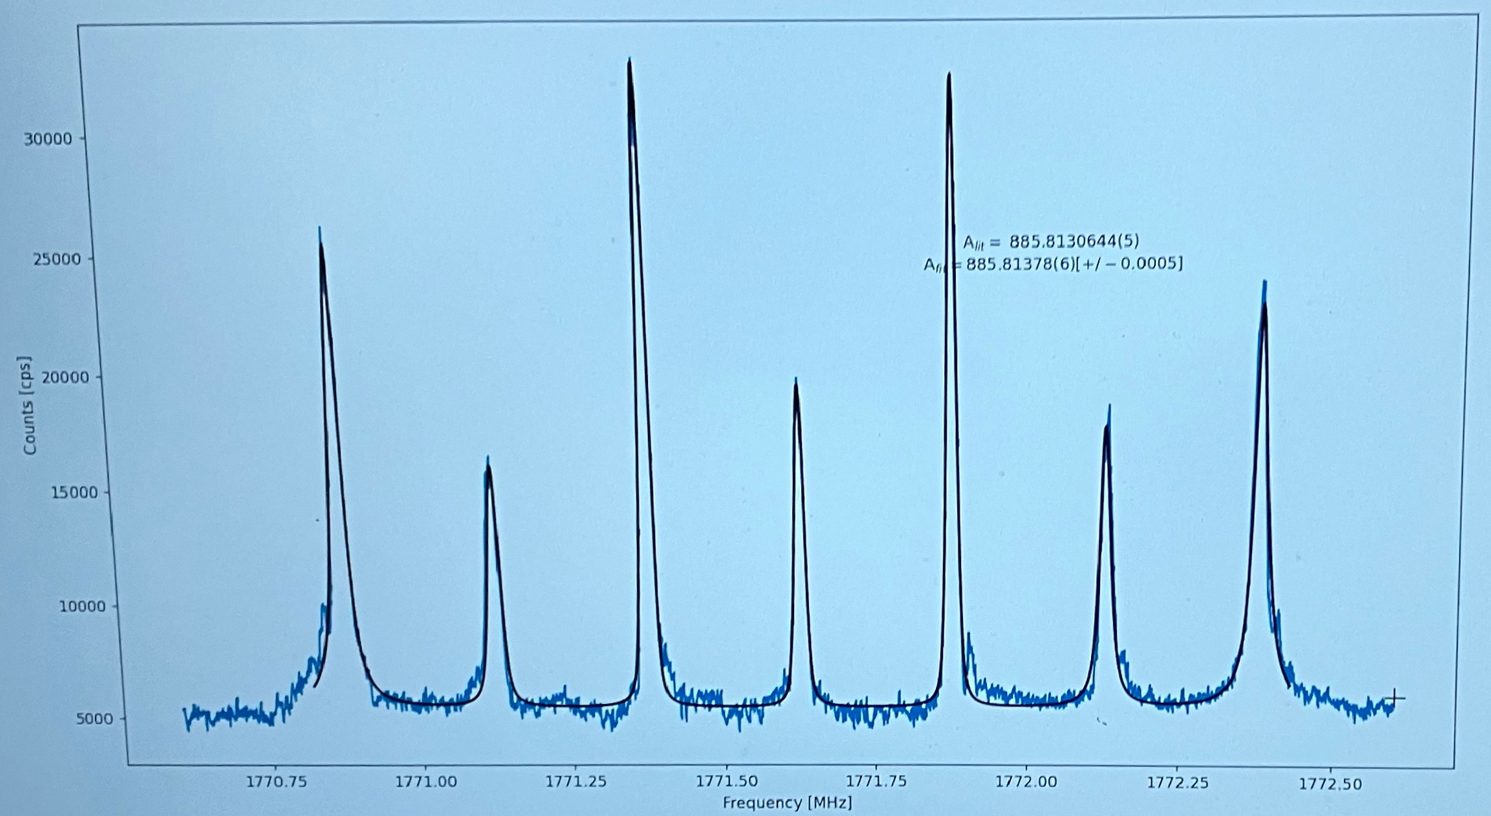 30000
25000
20000
15000
10000
5000
Counts [cps]
A_lit = 885.8130644(5)
A_fit = 885.81378(6)[+/− 0.0005]
1770.75 1771.00 1771.25 1771.50 1771.75 1772.00 1772.25 1772.50
Frequency [MHz]